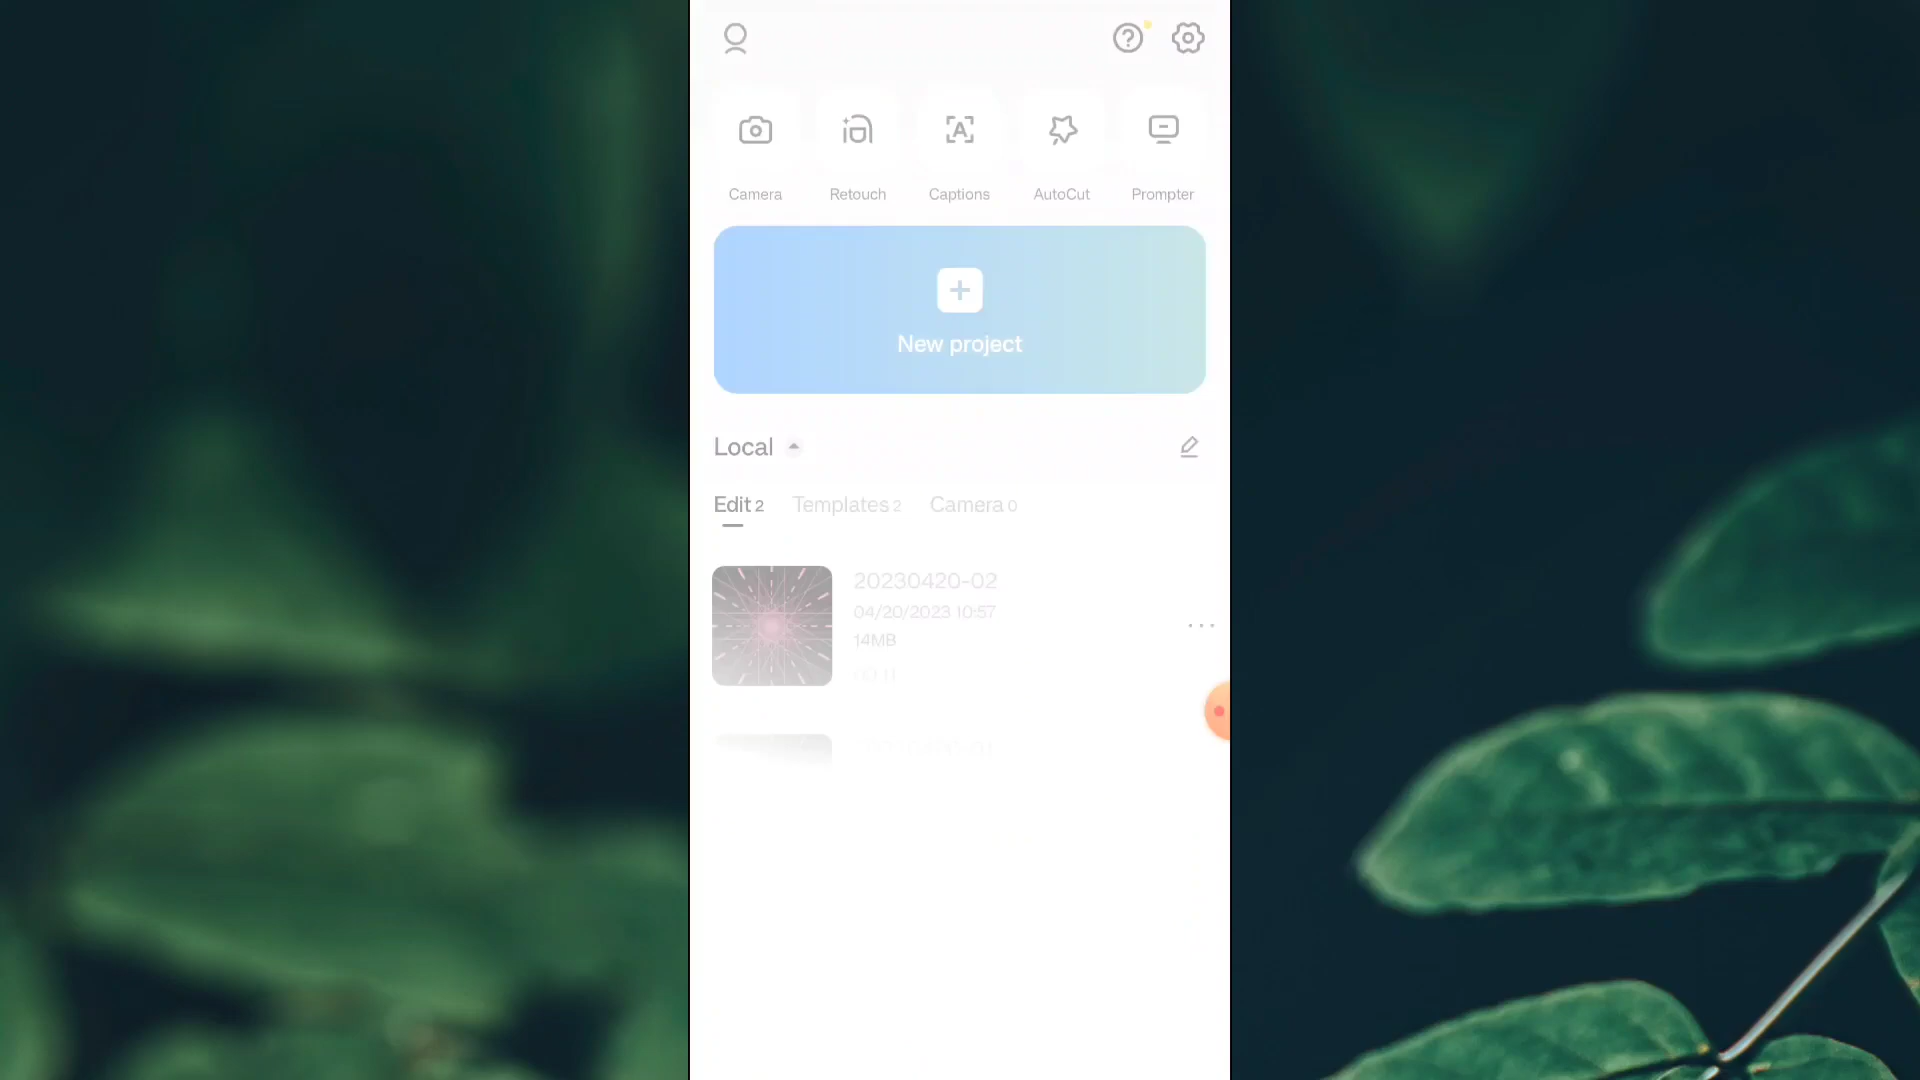 Camera
Retouch
Captions
AutoCut
Prompter
New project
Local
Edit 2
Templates 2
Camera 0
20230420-02
04/20/2023 10:57
14MB